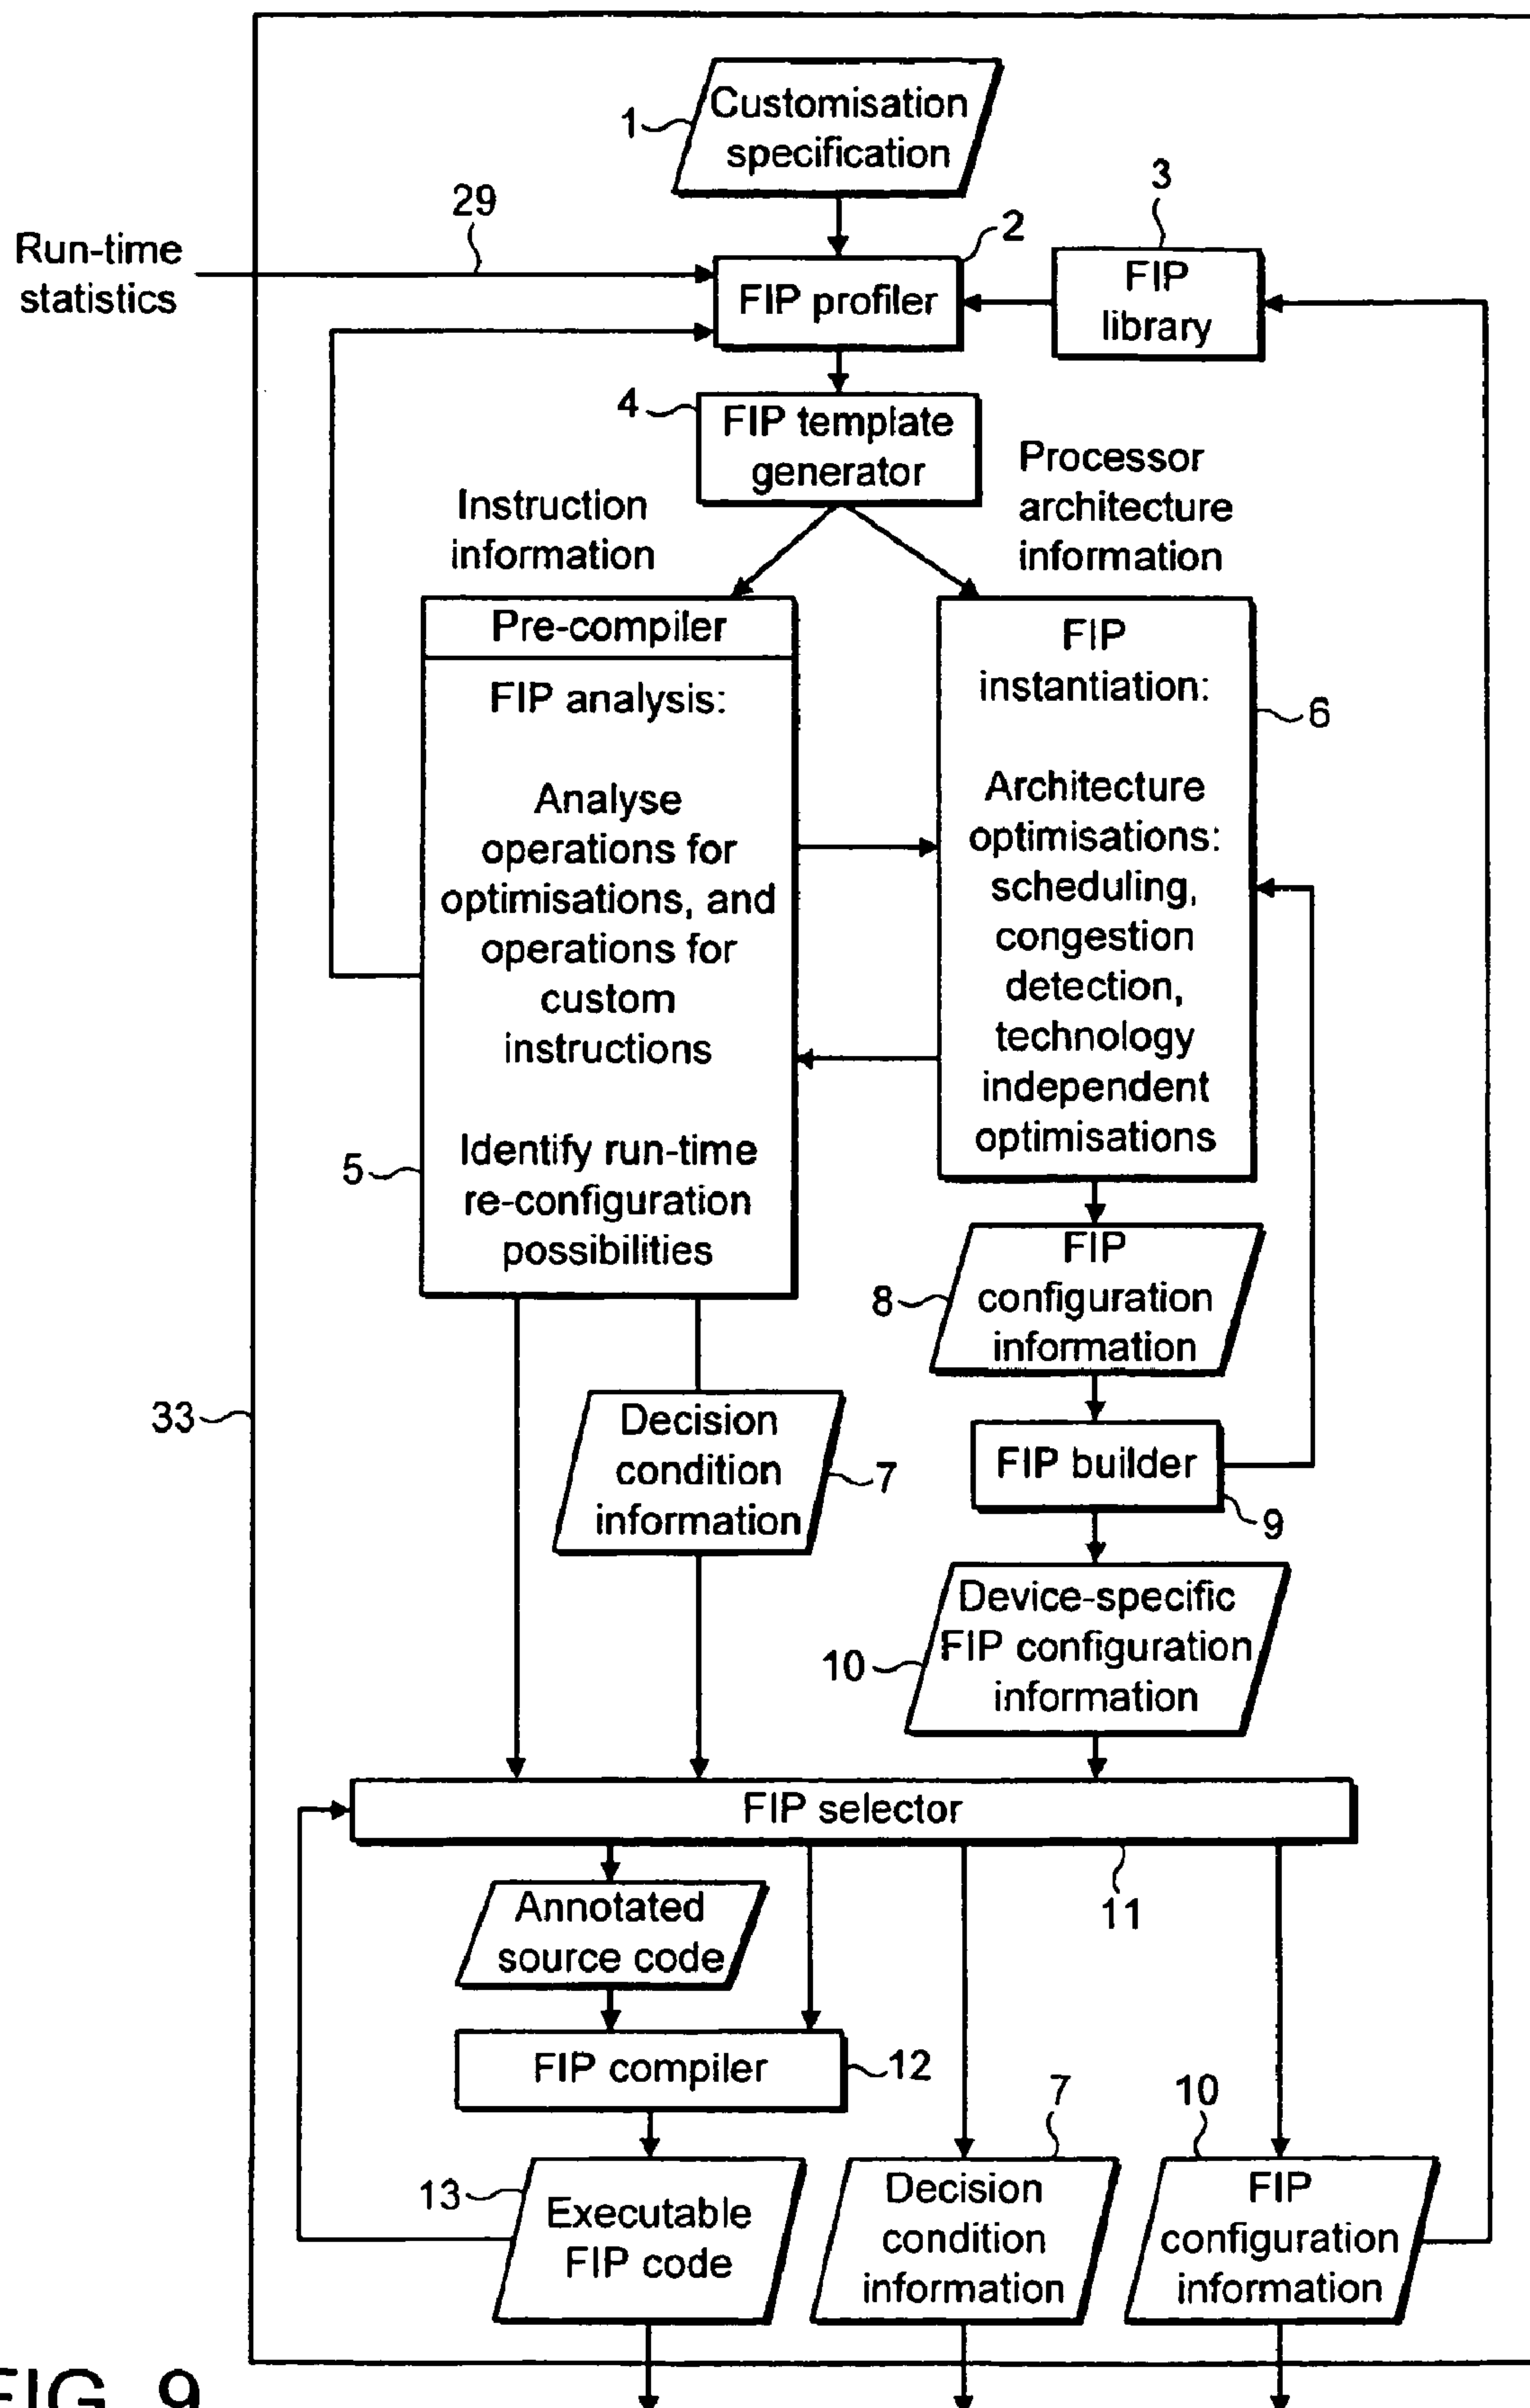 Customisation
specification
1
29
3
2
Run-time
statistics
FIP profiler
FIP
library
4
FIP template
generator
Instruction
information
Processor
architecture
information
Pre-compiler
FIP analysis:
Analyse
operations for
optimisations, and
operations for
custom
instructions
Identify run-time
re-configuration
possibilities
5
FIP
instantiation:
Architecture
optimisations:
scheduling,
congestion
detection,
technology
independent
optimisations
6
FIP
configuration
information
8
33
Decision
condition
information
7
FIP builder
9
Device-specific
FIP configuration
information
10
FIP selector
11
Annotated
source code
FIP compiler
12
7
10
13
Executable
FIP code
Decision
condition
information
FIP
configuration
information
FIG. 9